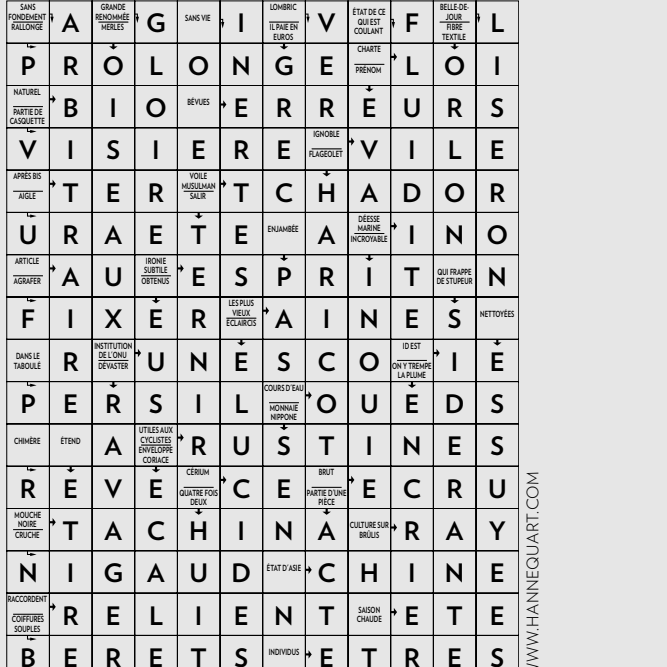 SANS FONDEMENT RALLONGE A GRANDE RENOMMÉE MERLES G SANS VIE I LOMBRIC IL PAIE EN EUROS V ÉTAT DE CE QUI EST COULANT F BELLE-DE-JOUR FIBRE TEXTILE L
P R O L O N G E CHARTE PRÉNOM L O I
NATUREL PARTIE DE CASQUETTE B I O BÉVUES E R R E U R S
V I S I E R E IGNOBLE FLAGEOLET V I L E
APRÈS BIS AIGLE T E R VOILE MUSULMAN SALIR T C H A D O R
U R A E T E ENJAMBÉE A DÉESSE MARINE INCROYABLE I N O
ARTICLE AGRAFER A U IRONIE SUBTILE OBTENUS E S P R I T QUI FRAPPE DE STUPEUR N
F I X E R LES PLUS VIEUX ÉCLAIRCIS A I N E S NETTOYÉES
DANS LE TABOULÉ R INSTITUTION DE L'ONU DÉVASTER U N E S C O ID EST ON Y TREMPE LA PLUME I E
P E R S I L COURS D'EAU MONNAIE NIPPONE O U E D S
CHIMÈRE ÉTEND A UTILES AUX CYCLISTES ENVELOPPE CORIACE R U S T I N E S
R E V E CÉRIUM QUATRE FOIS DEUX C E BRUT PARTIE D'UNE PIÈCE E C R U
MOUCHE NOIRE CRUCHE T A C H I N A CULTURE SUR BRÛLIS R A Y
N I G A U D ÉTAT D'ASIE C H I N E
RACCORDENT COIFFURES SOUPLES R E L I E N T SAISON CHAUDE E T E
B E R E T S INDIVIDUS E T R E S
WWW.HANNEQUART.COM